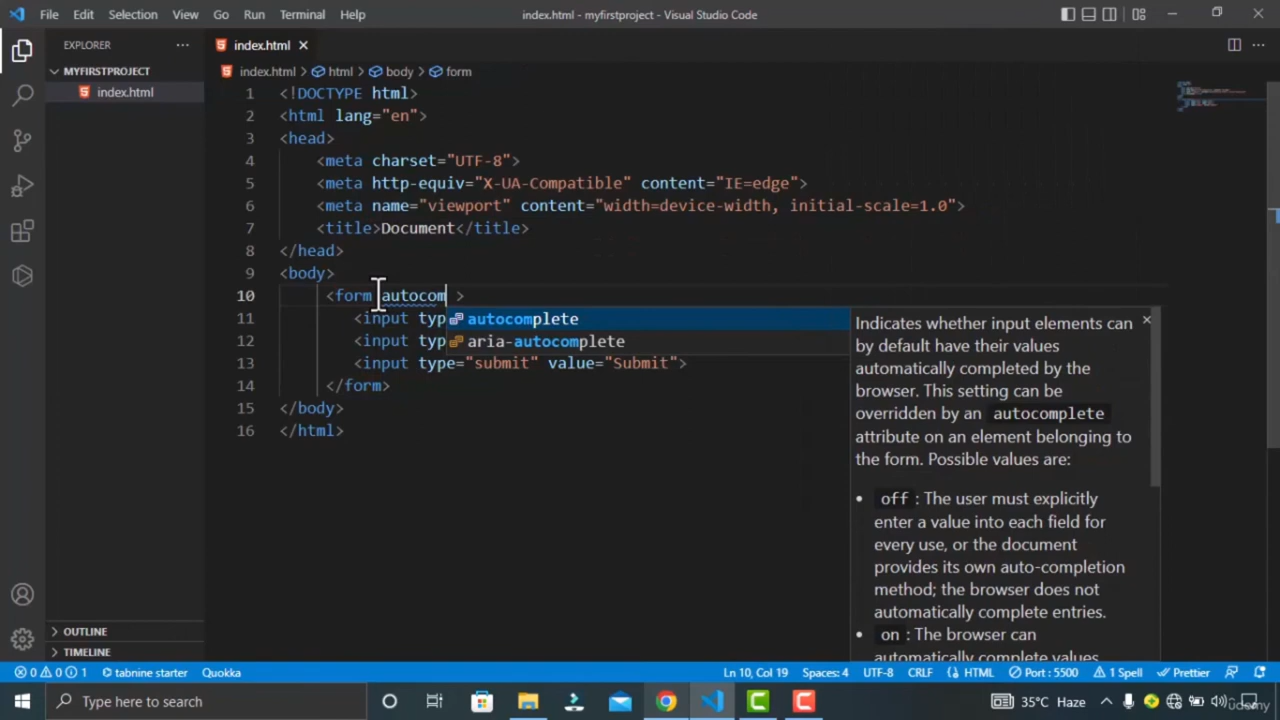 File Edit Selection View Go Run Terminal Help
index.html - myfirstproject - Visual Studio Code
EXPLORER
index.html
MYFIRSTPROJECT
index.html
index.html > html > body > form
1 <!DOCTYPE html>
2 <html lang="en">
3 <head>
4 <meta charset="UTF-8">
5 <meta http-equiv="X-UA-Compatible" content="IE=edge">
6 <meta name="viewport" content="width=device-width, initial-scale=1.0">
7 <title>Document</title>
8 </head>
9 <body>
10 <form autocom >
11 <input typ
12 <input typ
13 <input type="submit" value="Submit">
14 </form>
15 </body>
16 </html>
autocomplete
aria-autocomplete
Indicates whether input elements can
by default have their values
automatically completed by the
browser. This setting can be
overridden by an autocomplete
attribute on an element belonging to
the form. Possible values are:
• off : The user must explicitly
enter a value into each field for
every use, or the document
provides its own auto-completion
method; the browser does not
automatically complete entries.
• on : The browser can
automatically complete values
OUTLINE
TIMELINE
0 0 1 tabnine starter Quokka
Ln 10, Col 19 Spaces: 4 UTF-8 CRLF HTML Port : 5500 1 Spell Prettier
Type here to search
35°C Haze
Udemy